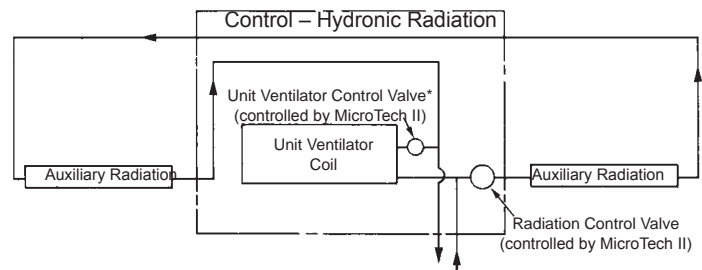 Control – Hydronic Radiation
Unit Ventilator Control Valve*
(controlled by MicroTech II)
Unit Ventilator
Coil
Auxiliary Radiation
Auxiliary Radiation
Radiation Control Valve
(controlled by MicroTech II)